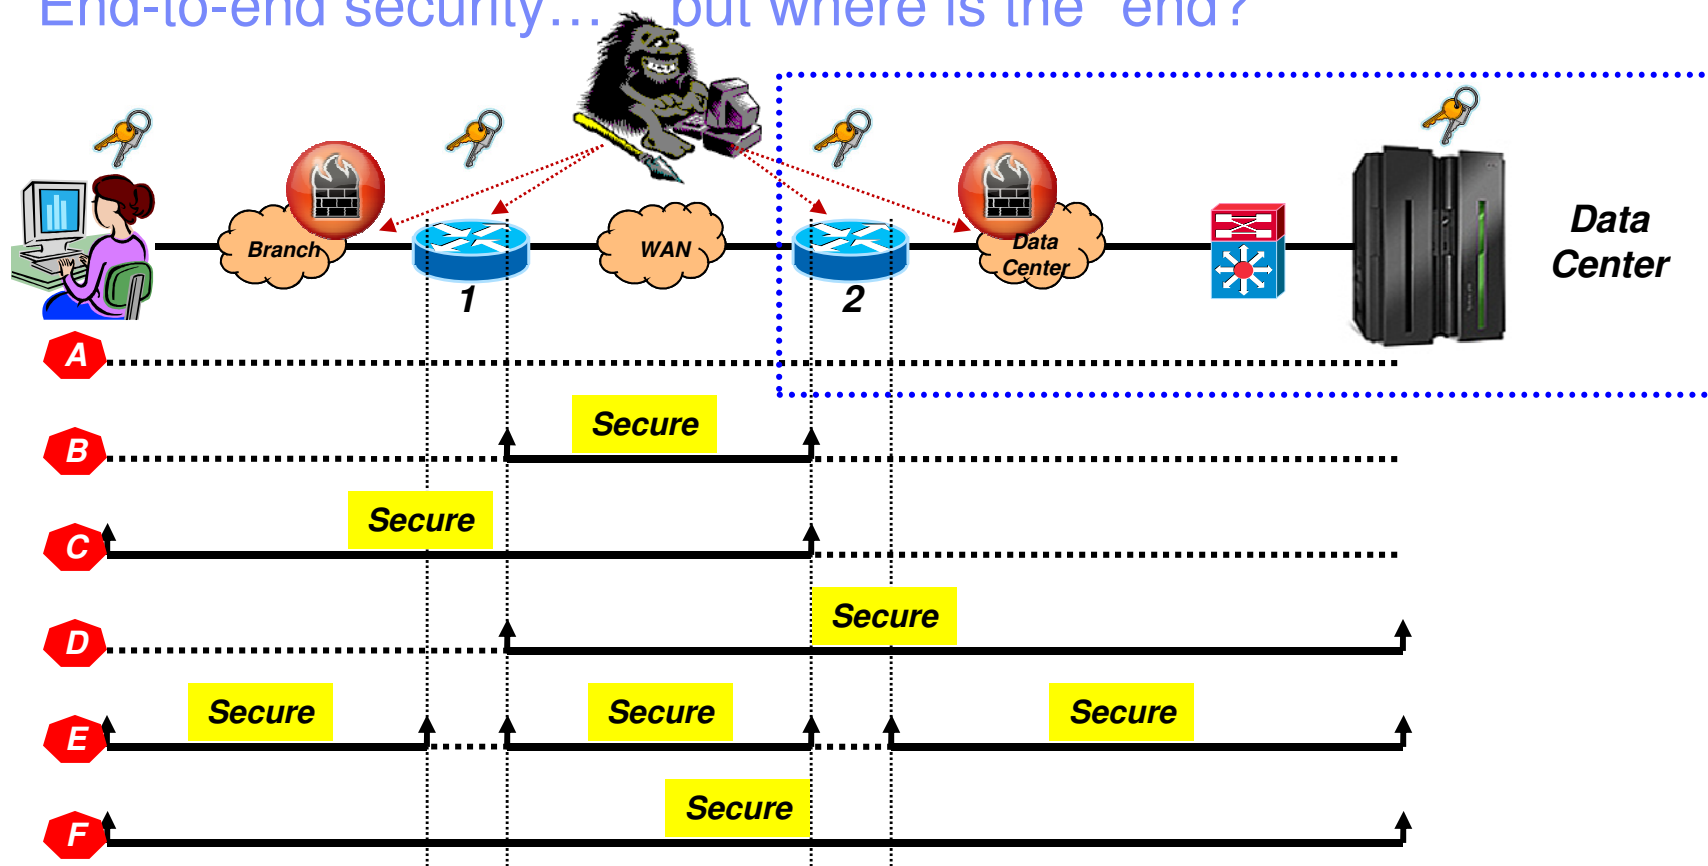 End-to-end security… but where is the "end?"
Branch
WAN
Data
Center
Data
Center
1
2
A
B
Secure
C
Secure
D
Secure
E
Secure
Secure
Secure
F
Secure